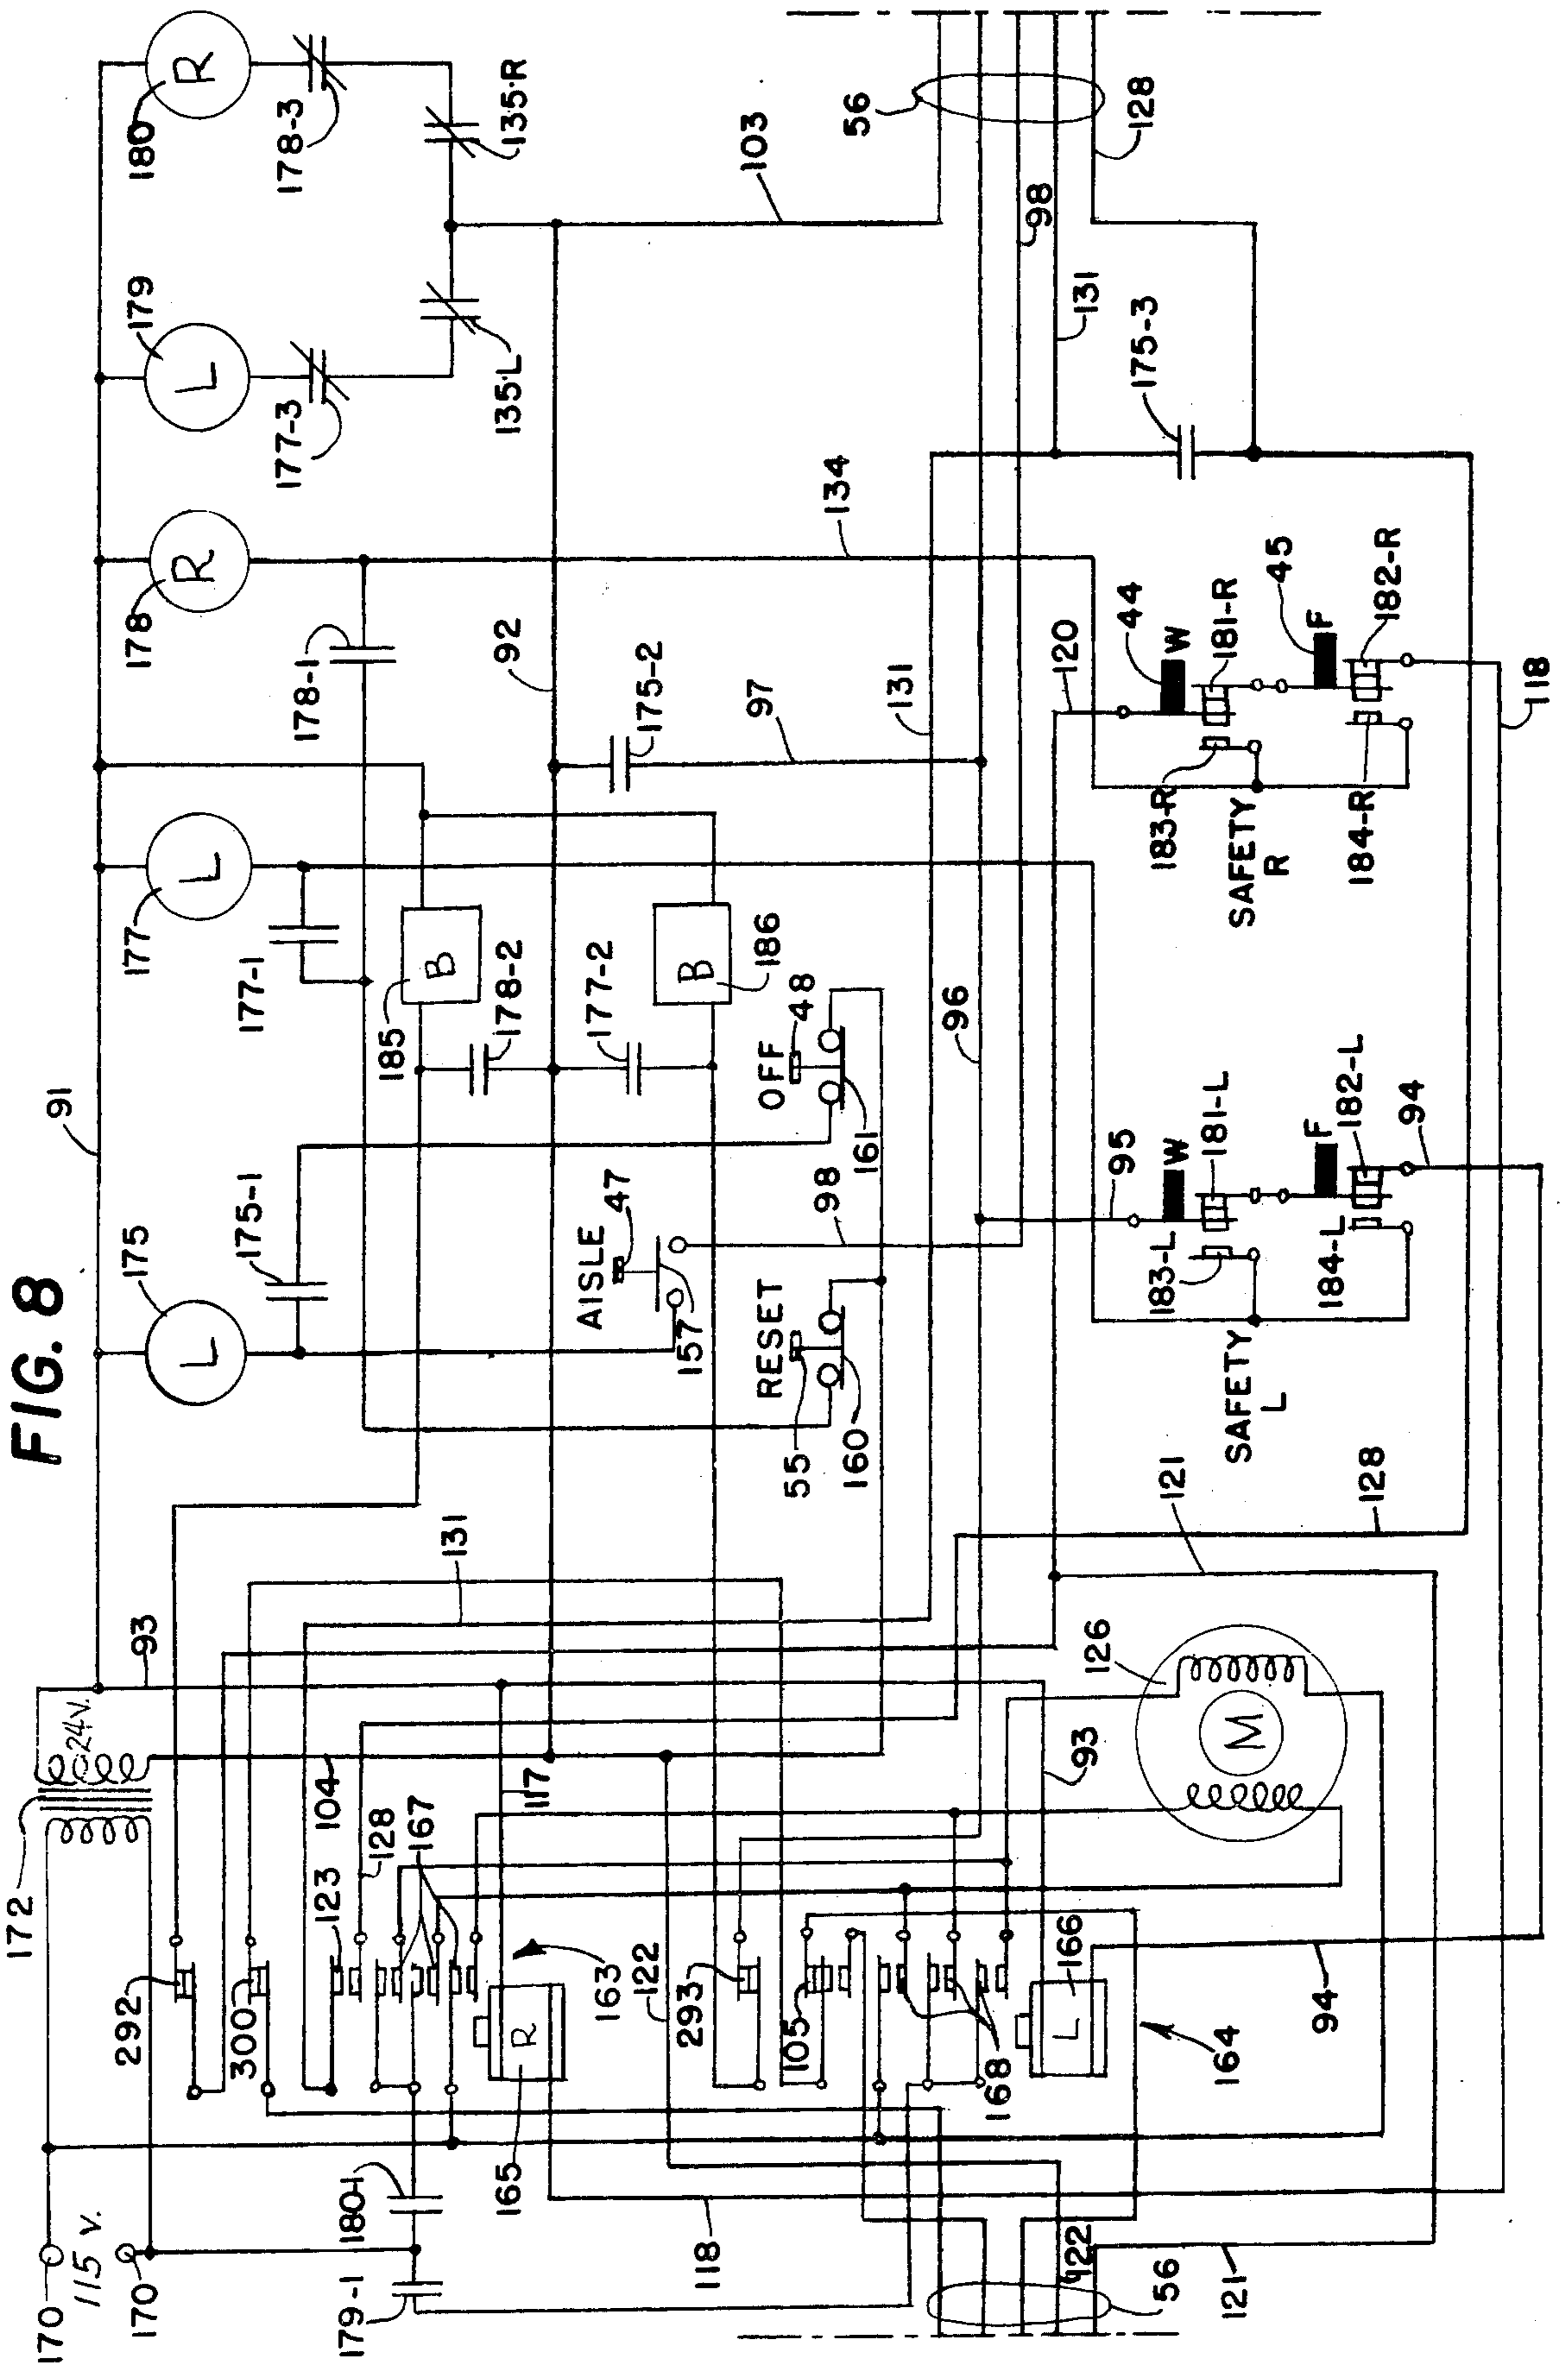 FIG. 8
172
170
115 V.
170
24 V.
93
91
175
175-1
177
177-1
178
178-1
179
177-3
180
178-3
L
L
R
L
R
135-L
135-R
292
300
123
104
128
167
131
185
B
178-2
177-2
B
186
92
175-2
97
103
56
180-1
179-1
165
R
117
163
122
293
105
168
L
166
164
93
94
118
122
56
121
126
M
121
128
AISLE
47
157
98
RESET
55
160
OFF
48
161
96
131
134
98
131
128
175-3
SAFETY
L
95
W
181-L
183-L
F
182-L
184-L
94
SAFETY
R
120
44
W
181-R
183-R
45
F
182-R
184-R
118